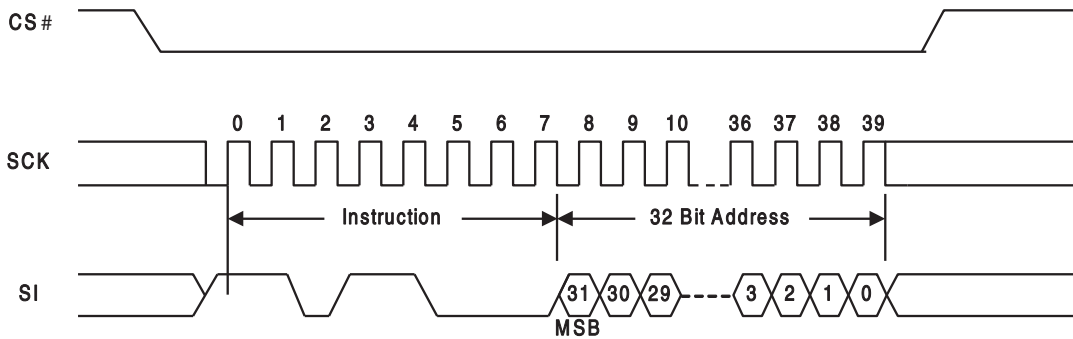 CS#
0 1 2 3 4 5 6 7 8 9 10 36 37 38 39
SCK
Instruction 32 Bit Address
SI 31 30 29 3 2 1 0
MSB